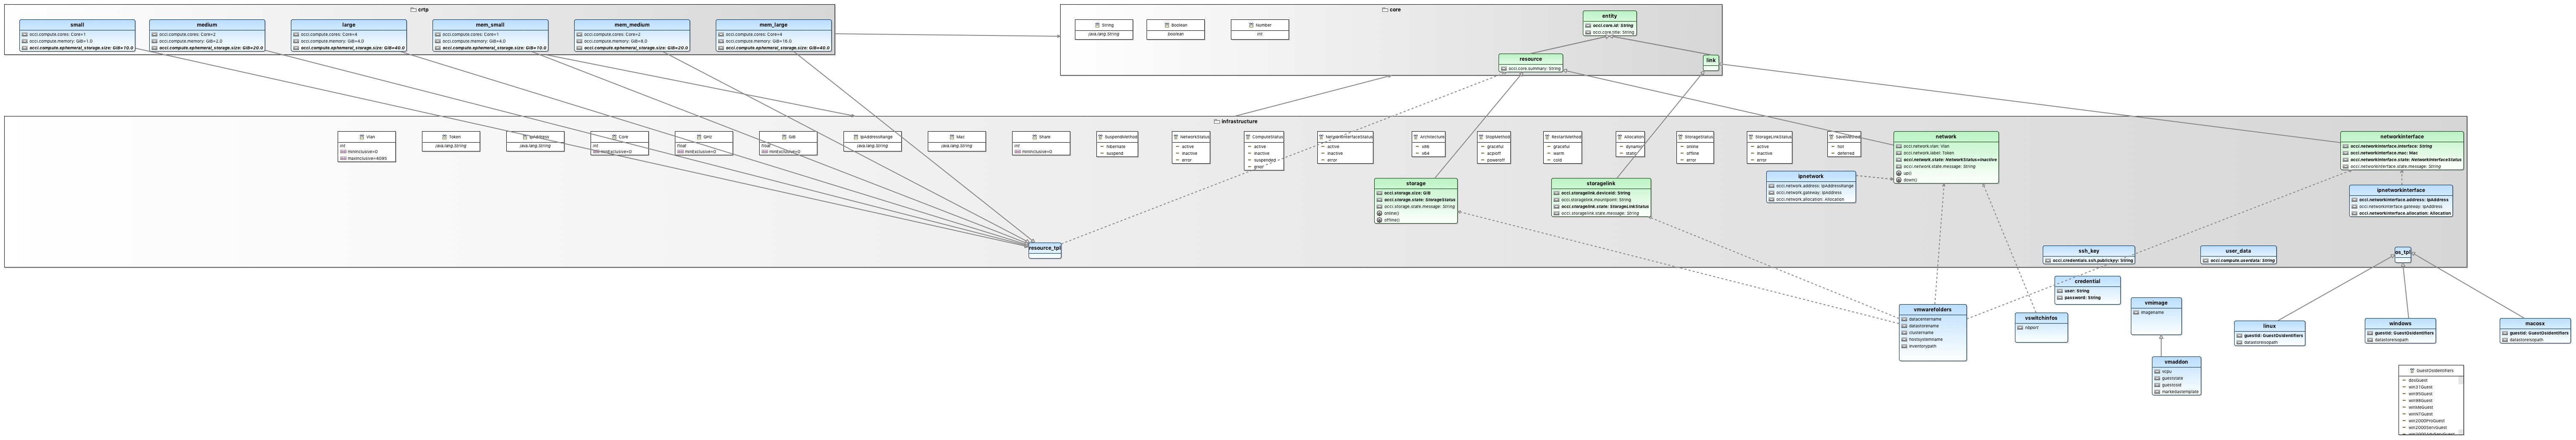 crtp
small
occi.compute.cores: Core=1
occi.compute.memory: GiB=1.0
occi.compute.ephemeral_storage.size: GiB=10.0
medium
occi.compute.cores: Core=2
occi.compute.memory: GiB=2.0
occi.compute.ephemeral_storage.size: GiB=20.0
large
occi.compute.cores: Core=4
occi.compute.memory: GiB=4.0
occi.compute.ephemeral_storage.size: GiB=40.0
mem_small
occi.compute.cores: Core=1
occi.compute.memory: GiB=4.0
occi.compute.ephemeral_storage.size: GiB=10.0
mem_medium
occi.compute.cores: Core=2
occi.compute.memory: GiB=8.0
occi.compute.ephemeral_storage.size: GiB=20.0
mem_large
occi.compute.cores: Core=4
occi.compute.memory: GiB=16.0
occi.compute.ephemeral_storage.size: GiB=40.0
core
String
java.lang.String
Boolean
boolean
Number
int
entity
occi.core.id: String
occi.core.title: String
resource
occi.core.summary: String
link
infrastructure
Vlan
int
minInclusive=0
maxInclusive=4095
Token
java.lang.String
IpAddress
java.lang.String
Core
int
minExclusive=0
GHz
float
minExclusive=0
GiB
float
minExclusive=0
IpAddressRange
java.lang.String
Mac
java.lang.String
Share
int
minInclusive=0
SuspendMethod
hibernate
suspend
NetworkStatus
active
inactive
error
ComputeStatus
active
inactive
suspended
error
NetworkInterfaceStatus
active
inactive
error
Architecture
x86
x64
StopMethod
graceful
acpioff
poweroff
RestartMethod
graceful
warm
cold
Allocation
dynamic
static
StorageStatus
online
offline
error
StorageLinkStatus
active
inactive
error
SaveMethod
hot
deferred
network
occi.network.vlan: Vlan
occi.network.label: Token
occi.network.state: NetworkStatus=inactive
occi.network.state.message: String
up()
down()
networkinterface
occi.networkinterface.interface: String
occi.networkinterface.mac: Mac
occi.networkinterface.state: NetworkInterfaceStatus
occi.networkinterface.state.message: String
storage
occi.storage.size: GiB
occi.storage.state: StorageStatus
occi.storage.state.message: String
online()
offline()
storagelink
occi.storagelink.deviceid: String
occi.storagelink.mountpoint: String
occi.storagelink.state: StorageLinkStatus
occi.storagelink.state.message: String
ipnetwork
occi.network.address: IpAddressRange
occi.network.gateway: IpAddress
occi.network.allocation: Allocation
ipnetworkinterface
occi.networkinterface.address: IpAddress
occi.networkinterface.gateway: IpAddress
occi.networkinterface.allocation: Allocation
resource_tpl
ssh_key
occi.credentials.ssh.publickey: String
user_data
occi.compute.userdata: String
os_tpl
credential
user: String
password: String
vmwarefolders
datacentername
datastorename
clustername
hostsystemname
inventorypath
vswitchinfos
nbport
vmimage
imagename
linux
guestid: GuestOsIdentifiers
datastoreisopath
windows
guestid: GuestOsIdentifiers
datastoreisopath
macosx
guestid: GuestOsIdentifiers
datastoreisopath
vmaddon
vcpu
gueststate
guestosid
markedastemplate
GuestOsIdentifiers
dosGuest
win31Guest
win95Guest
win98Guest
winMeGuest
winNTGuest
win2000ProGuest
win2000ServGuest